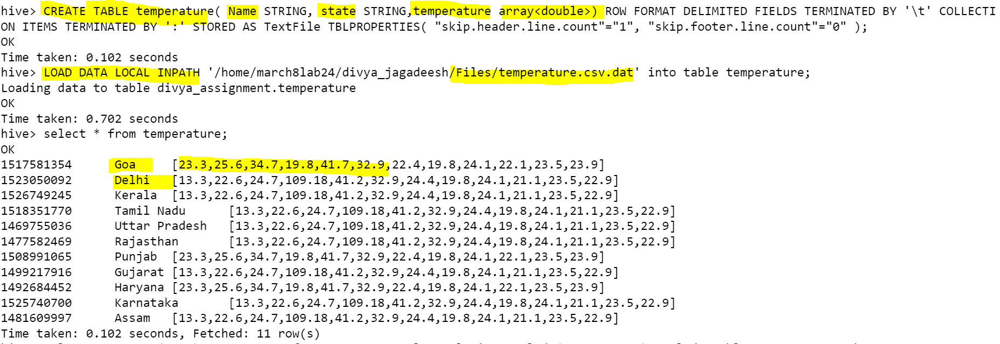 hive> CREATE TABLE temperature( Name STRING, state STRING,temperature array<double>) ROW FORMAT DELIMITED FIELDS TERMINATED BY '\t' COLLECTI
ON ITEMS TERMINATED BY ':' STORED AS TextFile TBLPROPERTIES( "skip.header.line.count"="1", "skip.footer.line.count"="0" );
OK
Time taken: 0.102 seconds
hive> LOAD DATA LOCAL INPATH '/home/march8lab24/divya_jagadeesh/Files/temperature.csv.dat' into table temperature;
Loading data to table divya_assignment.temperature
OK
Time taken: 0.702 seconds
hive> select * from temperature;
OK
1517581354 Goa [23.3,25.6,34.7,19.8,41.7,32.9,22.4,19.8,24.1,22.1,23.5,23.9]
1523050092 Delhi [13.3,22.6,24.7,109.18,41.2,32.9,24.4,19.8,24.1,21.1,23.5,22.9]
1526749245 Kerala [13.3,22.6,24.7,109.18,41.2,32.9,24.4,19.8,24.1,21.1,23.5,22.9]
1518351770 Tamil Nadu [13.3,22.6,24.7,109.18,41.2,32.9,24.4,19.8,24.1,21.1,23.5,22.9]
1469755036 Uttar Pradesh [13.3,22.6,24.7,109.18,41.2,32.9,24.4,19.8,24.1,21.1,23.5,22.9]
1477582469 Rajasthan [13.3,22.6,24.7,109.18,41.2,32.9,24.4,19.8,24.1,21.1,23.5,22.9]
1508991065 Punjab [23.3,25.6,34.7,19.8,41.7,32.9,22.4,19.8,24.1,22.1,23.5,23.9]
1499217916 Gujarat [13.3,22.6,24.7,109.18,41.2,32.9,24.4,19.8,24.1,21.1,23.5,22.9]
1492684452 Haryana [23.3,25.6,34.7,19.8,41.7,32.9,22.4,19.8,24.1,22.1,23.5,23.9]
1525740700 Karnataka [13.3,22.6,24.7,109.18,41.2,32.9,24.4,19.8,24.1,21.1,23.5,22.9]
1481609997 Assam [13.3,22.6,24.7,109.18,41.2,32.9,24.4,19.8,24.1,21.1,23.5,22.9]
Time taken: 0.102 seconds, Fetched: 11 row(s)